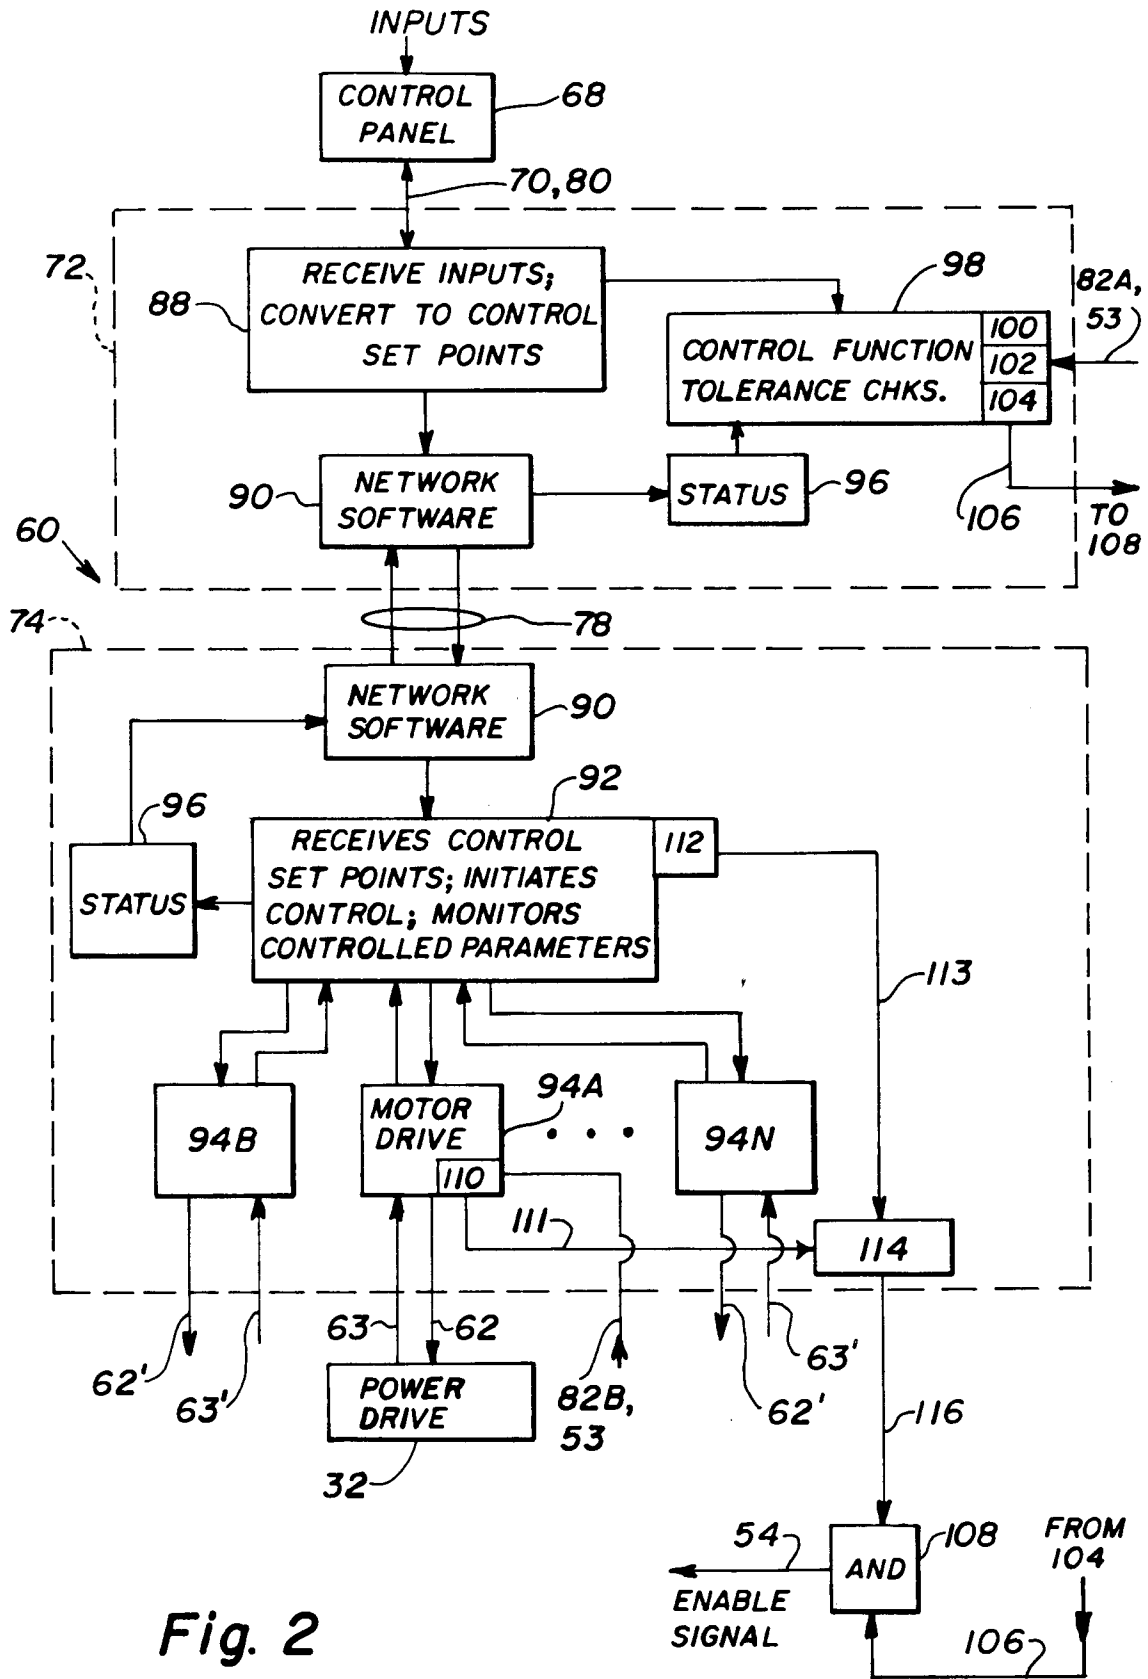 INPUTS
CONTROL
PANEL
68
70,80
72
88
RECEIVE INPUTS;
CONVERT TO CONTROL
SET POINTS
98
82A,
53
CONTROL FUNCTION
TOLERANCE CHKS.
100
102
104
90
NETWORK
SOFTWARE
STATUS
96
106
TO
108
60
78
74
NETWORK
SOFTWARE
90
96
92
STATUS
RECEIVES CONTROL
SET POINTS; INITIATES
CONTROL; MONITORS
CONTROLLED PARAMETERS
112
113
94B
MOTOR
DRIVE
110
94A
94N
111
114
62'
63'
63
62
82B,
53
62'
63'
POWER
DRIVE
32
116
54
AND
108
FROM
104
ENABLE
SIGNAL
106
Fig. 2